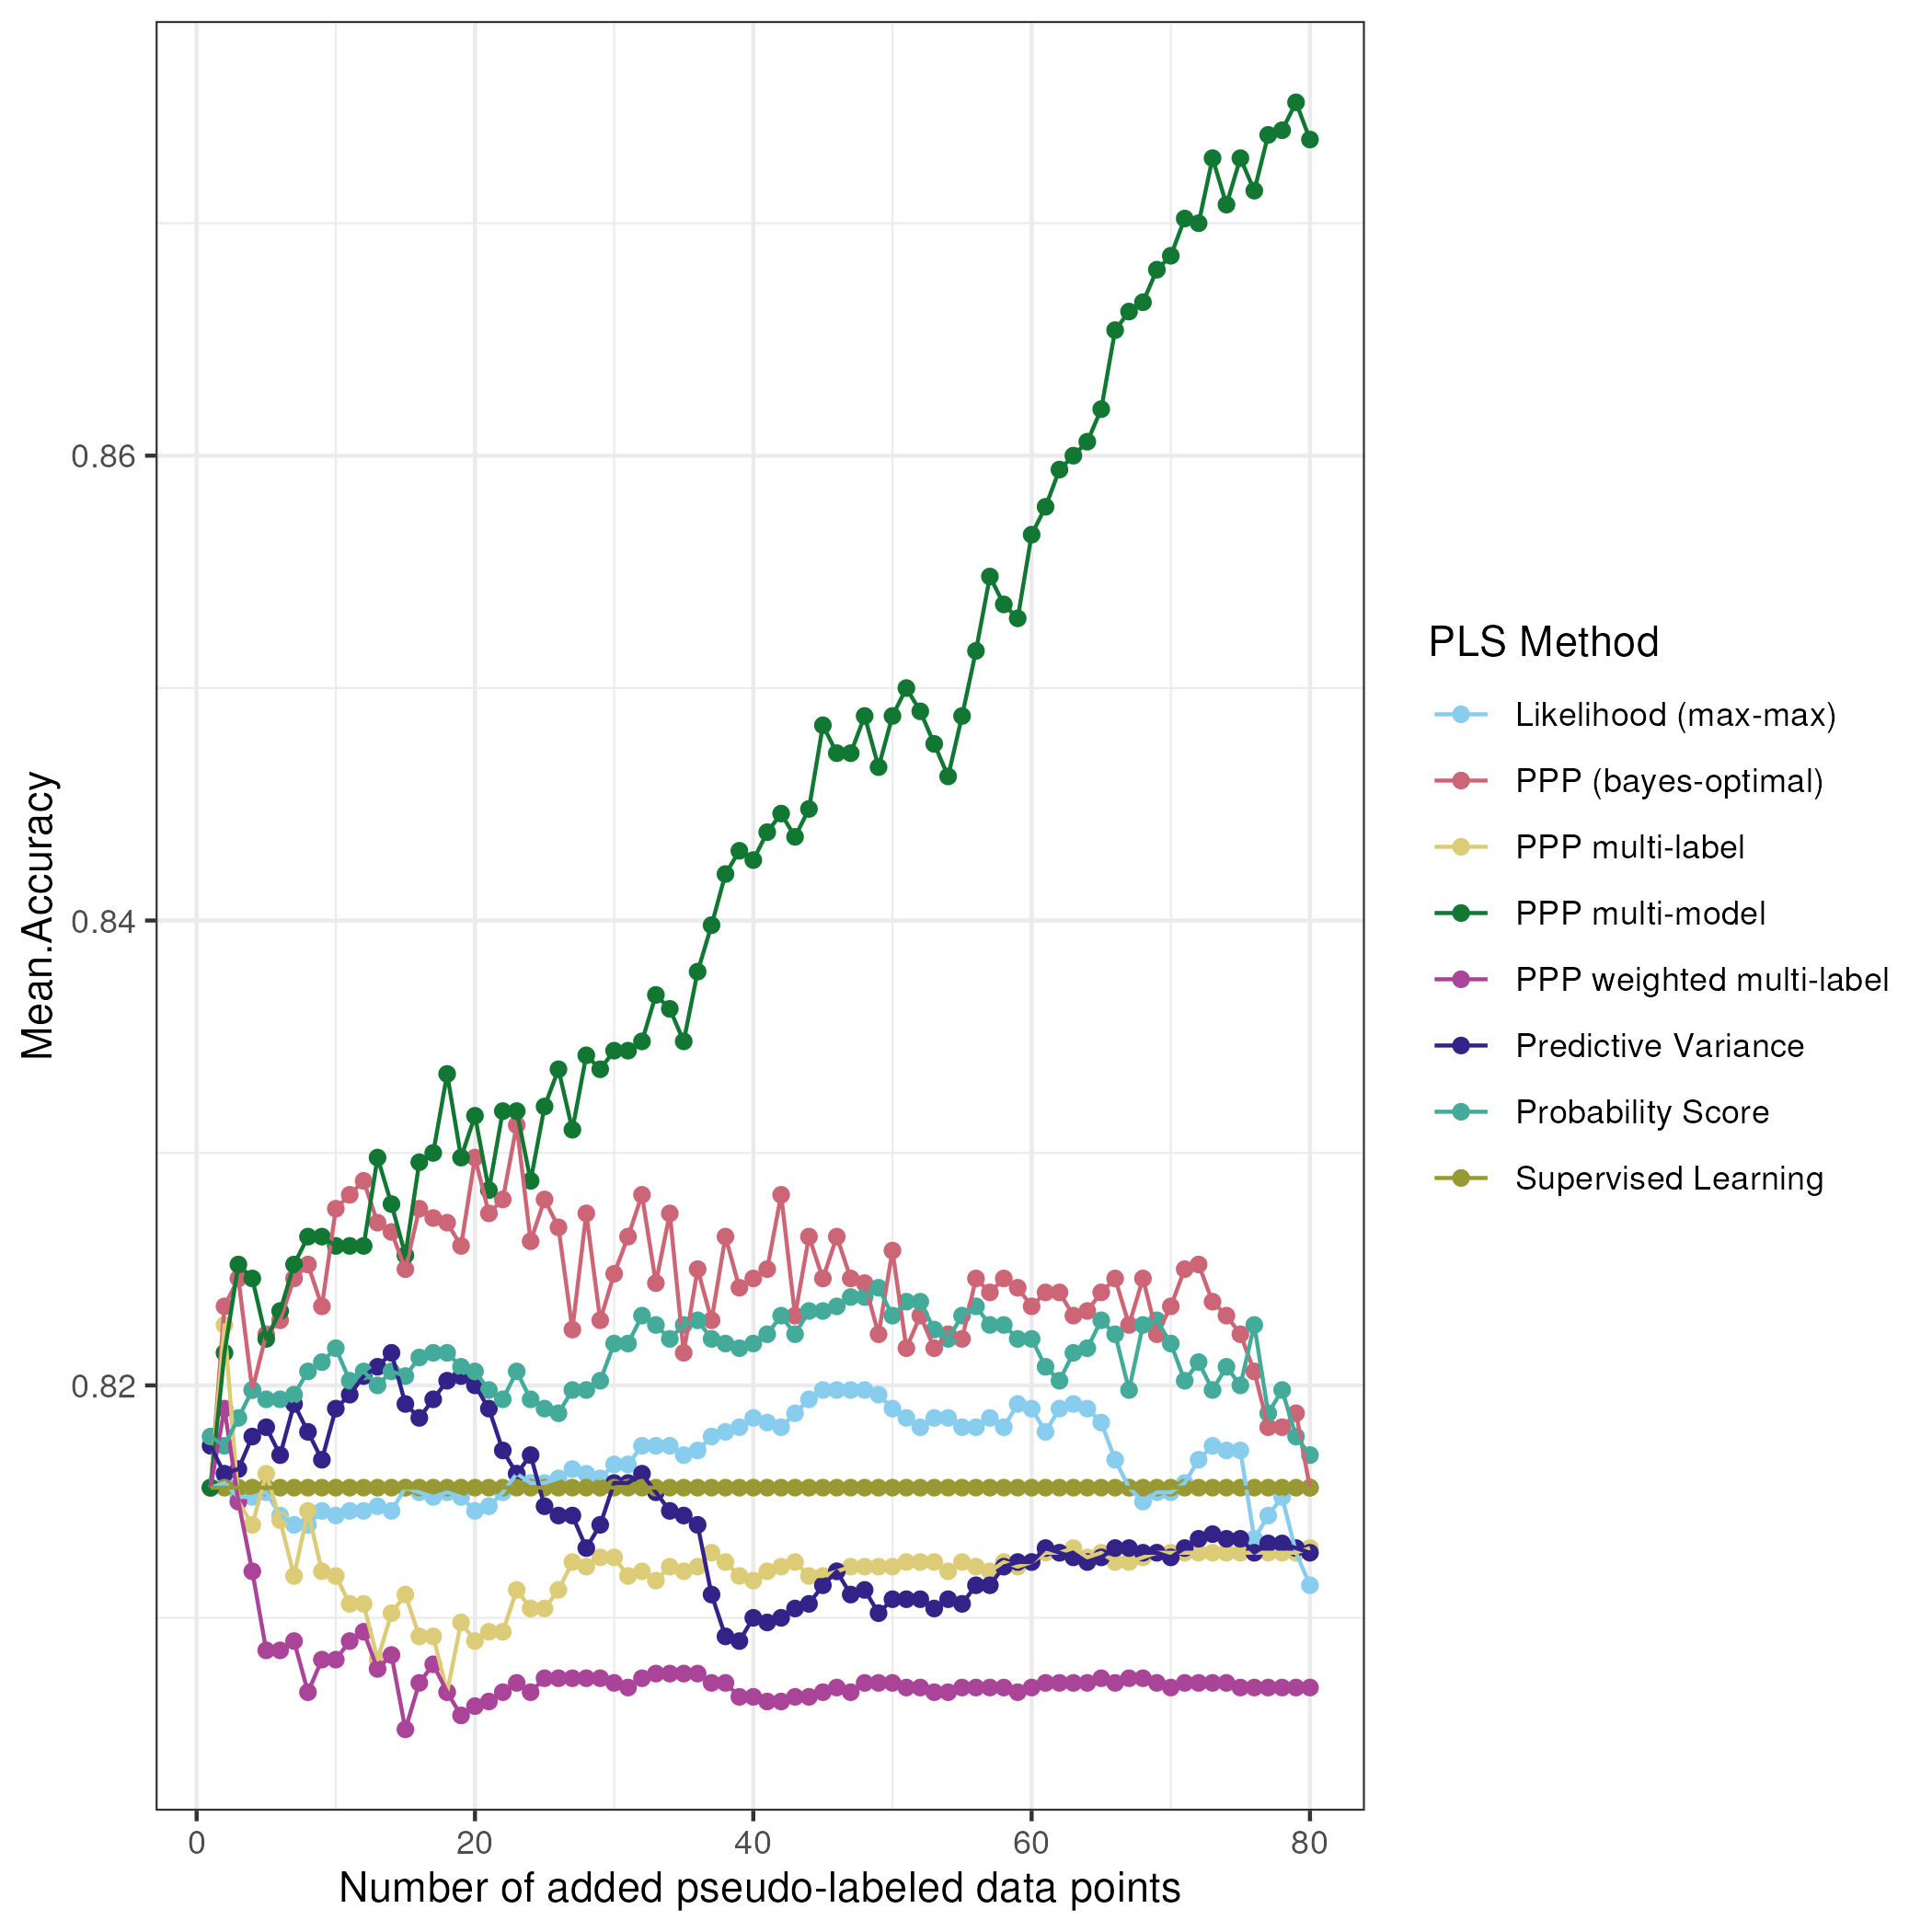 Mean.Accuracy
0.86
0.84
0.82
0
20
40
60
80
Number of added pseudo-labeled data points
PLS Method
Likelihood (max-max)
PPP (bayes-optimal)
PPP multi-label
PPP multi-model
PPP weighted multi-label
Predictive Variance
Probability Score
Supervised Learning